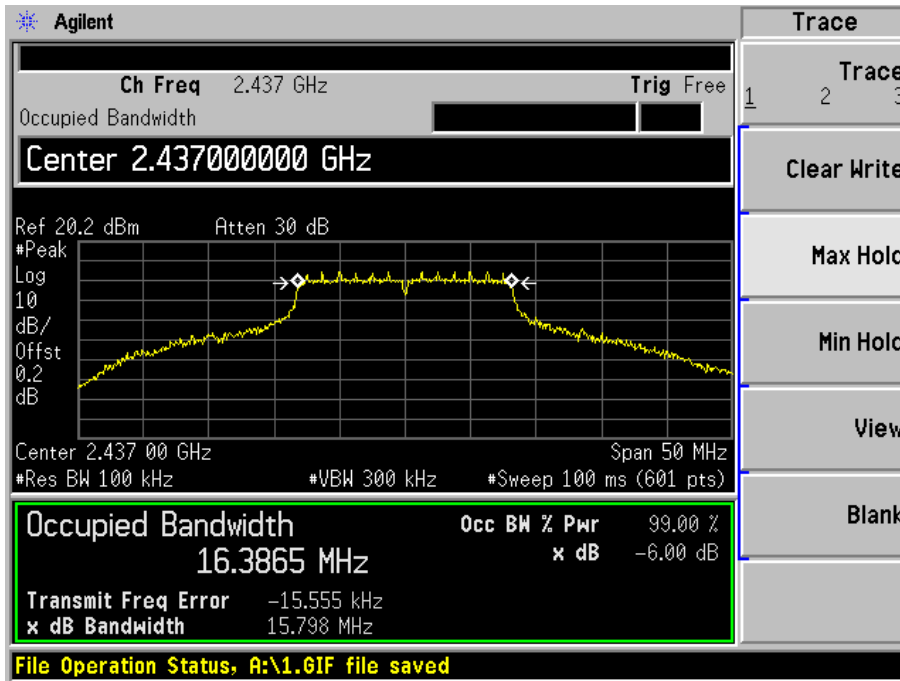 Agilent
Trace
Ch Freq 2.437 GHz Trig Free
Occupied Bandwidth
Center 2.437000000 GHz
Ref 20.2 dBm Atten 30 dB
#Peak
Log
10
dB/
Offst
0.2
dB
Center 2.437 00 GHz Span 50 MHz
#Res BW 100 kHz #VBW 300 kHz #Sweep 100 ms (601 pts)
Occupied Bandwidth
16.3865 MHz
Occ BW % Pwr 99.00 %
x dB -6.00 dB
Transmit Freq Error -15.555 kHz
x dB Bandwidth 15.798 MHz
File Operation Status, A:\1.GIF file saved
Trace
1 2 3
Clear Write
Max Hold
Min Hold
View
Blank